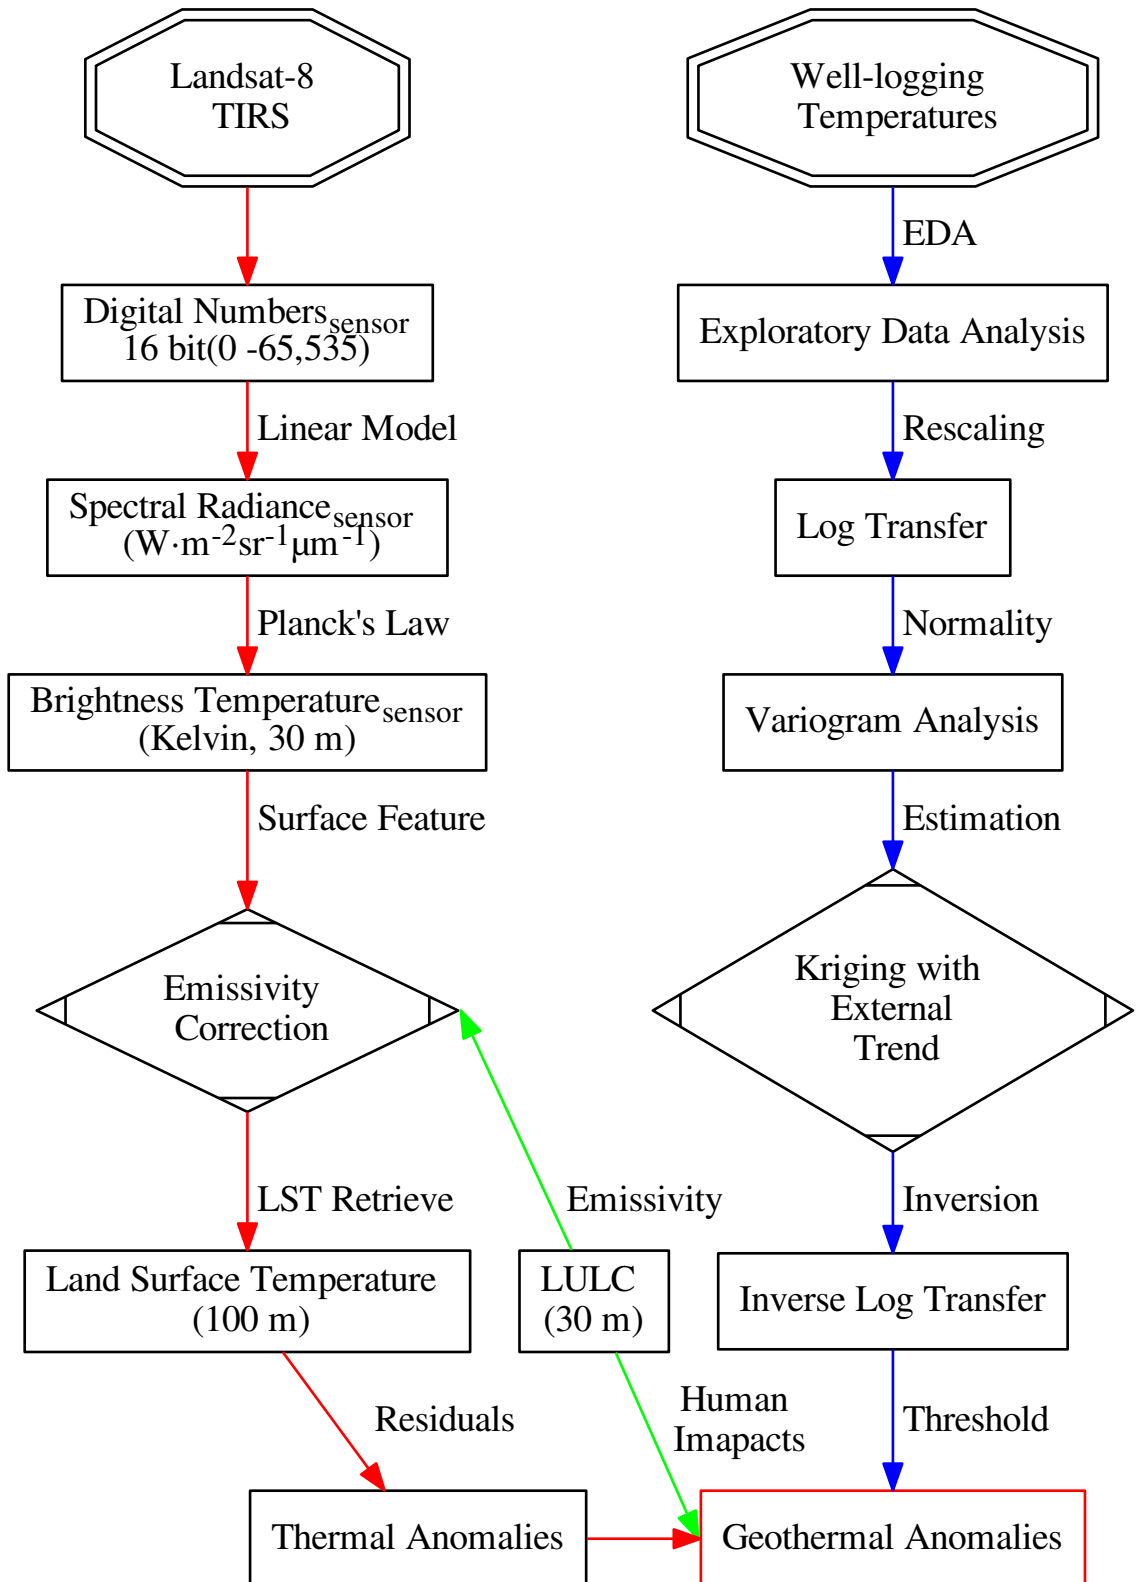 Landsat-8
TIRS
Digital Numbers_sensor
16 bit(0 -65,535)
Linear Model
Spectral Radiance_sensor
(W·m⁻²sr⁻¹µm⁻¹)
Planck's Law
Brightness Temperature_sensor
(Kelvin, 30 m)
Surface Feature
Emissivity
Correction
LST Retrieve
Land Surface Temperature
(100 m)
Residuals
Thermal Anomalies
Emissivity
LULC
(30 m)
Human
Imapacts
Well-logging
Temperatures
EDA
Exploratory Data Analysis
Rescaling
Log Transfer
Normality
Variogram Analysis
Estimation
Kriging with
External
Trend
Inversion
Inverse Log Transfer
Threshold
Geothermal Anomalies